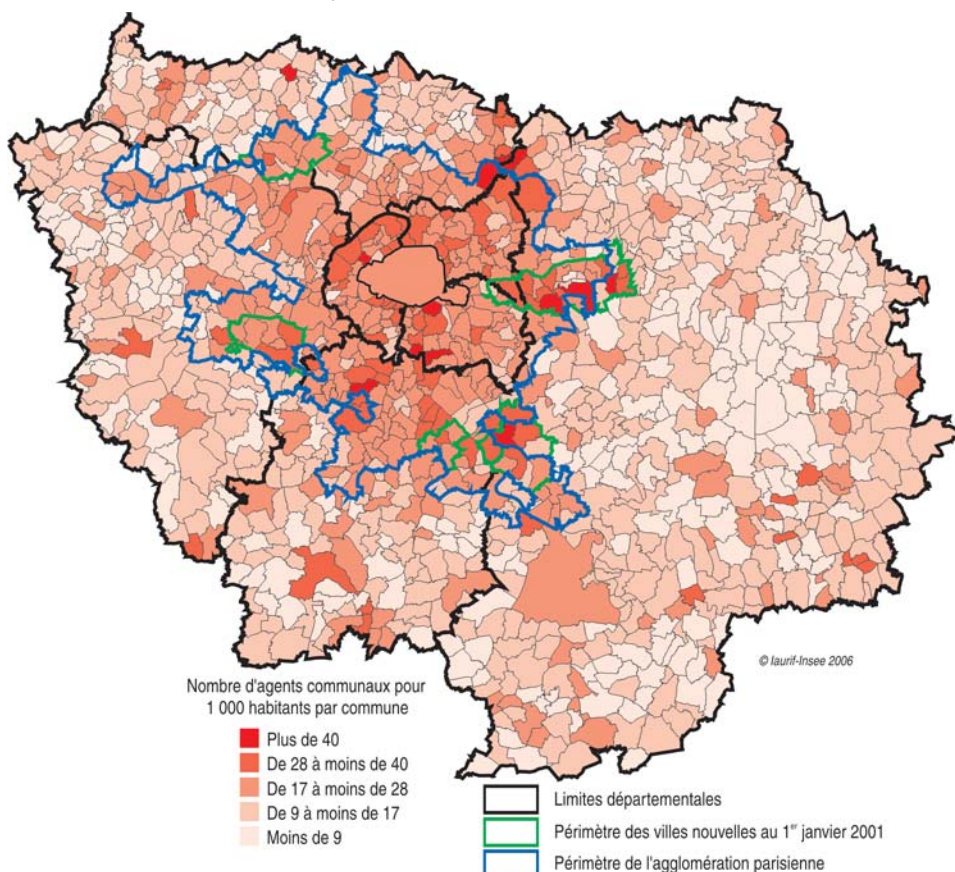 © Iaurif-Insee 2006
Nombre d'agents communaux pour
1 000 habitants par commune
Plus de 40
De 28 à moins de 40
De 17 à moins de 28
De 9 à moins de 17
Moins de 9
Limites départementales
Périmètre des villes nouvelles au 1er janvier 2001
Périmètre de l'agglomération parisienne